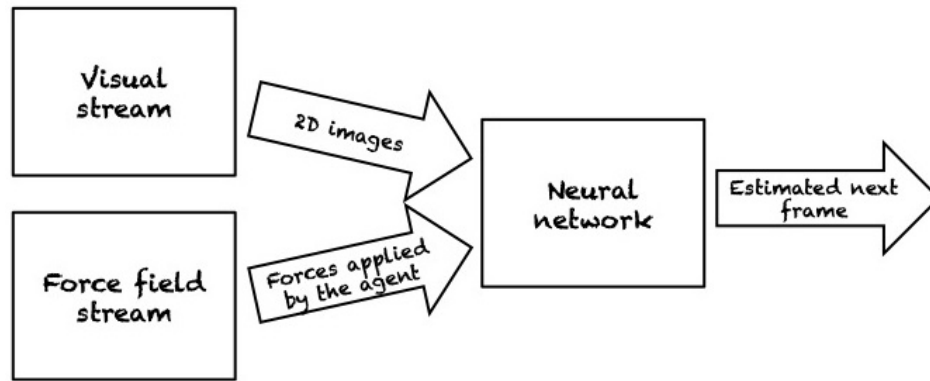 Visual
stream
2D images
Force field
stream
Forces applied
by the agent
Neural
network
Estimated next
frame